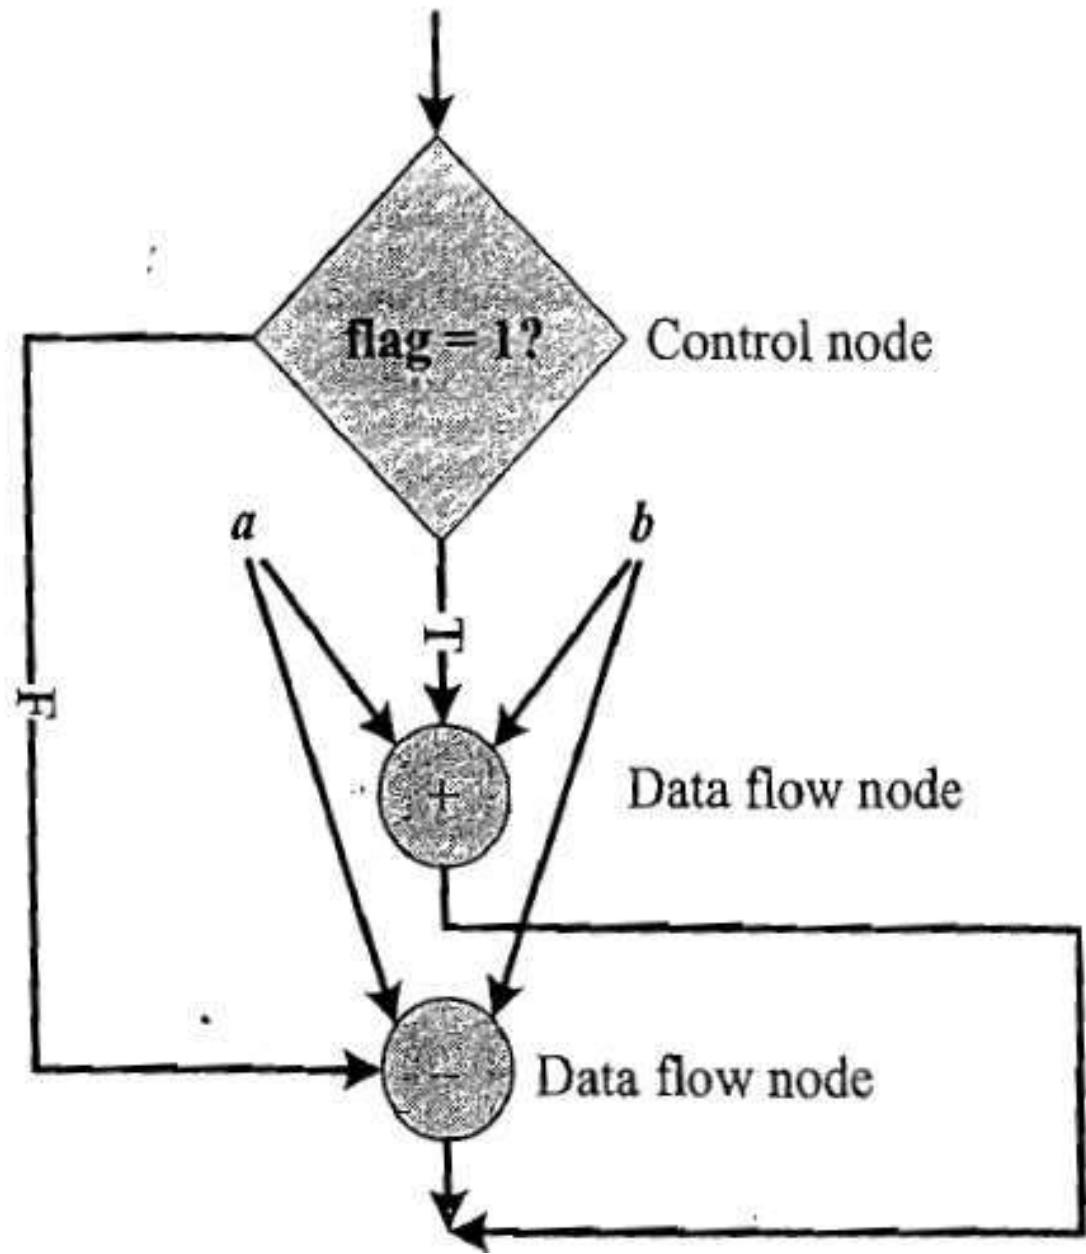 flag = 1?
Control node
a
b
T
F
+
Data flow node
-
Data flow node